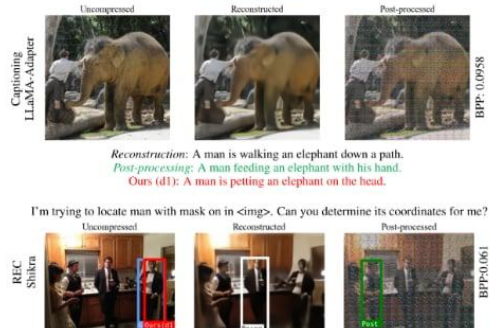 Uncompressed Reconstructed Post-processed
Captioning
LLaMA-Adapter
BPP: 0.0958
Reconstruction: A man is walking an elephant down a path.
Post-processing: A man feeding an elephant with his hand.
Ours (d1): A man is petting an elephant on the head.
I'm trying to locate man with mask on in <img>. Can you determine its coordinates for me?
Uncompressed Reconstructed Post-processed
REC
Shikra
BPP:0.061
Ours(d1)
Post